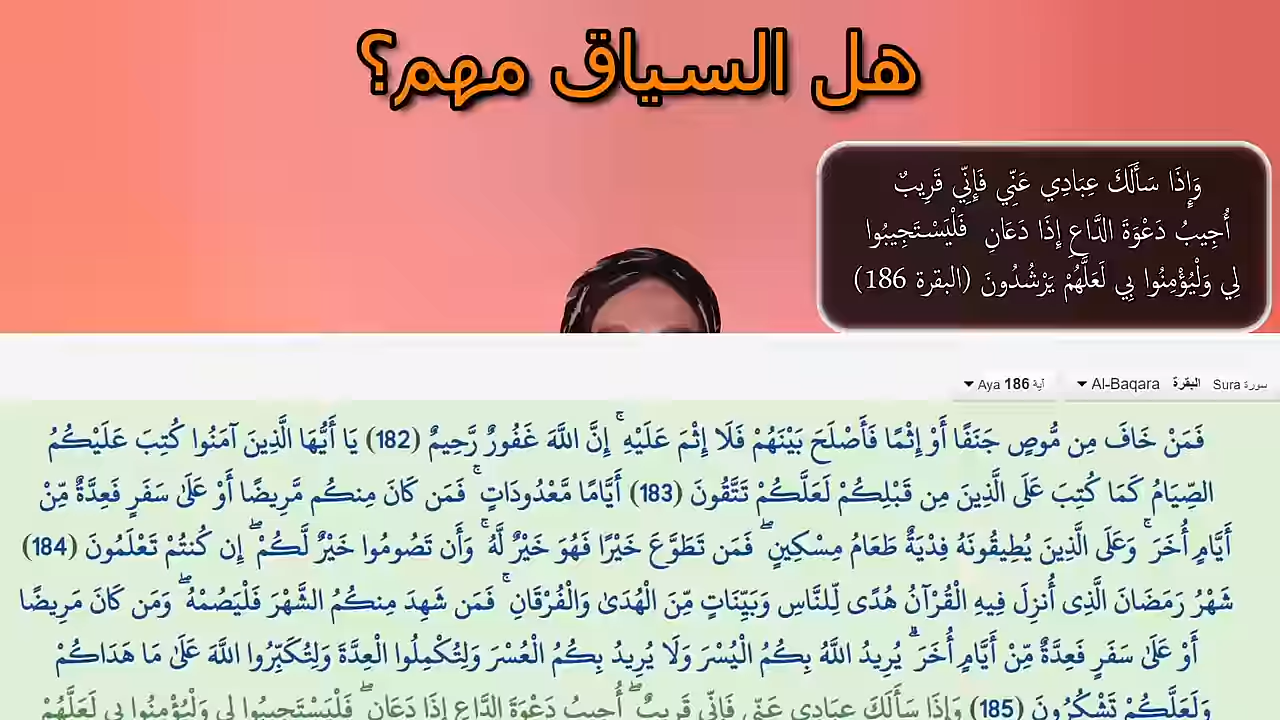 هل السياق مهم؟
وَإِذَا سَأَلَكَ عِبَادِي عَنِّي فَإِنِّي قَرِيبٌ
أُجِيبُ دَعْوَةَ الدَّاعِ إِذَا دَعَانِ فَلْيَسْتَجِيبُوا
لِي وَلْيُؤْمِنُوا بِي لَعَلَّهُمْ يَرْشُدُونَ (البقرة 186)
سورة Sura البقرة Al-Baqara آية Aya 186
فَمَنْ خَافَ مِن مُّوصٍ جَنَفًا أَوْ إِثْمًا فَأَصْلَحَ بَيْنَهُمْ فَلَا إِثْمَ عَلَيْهِ ۚ إِنَّ اللَّهَ غَفُورٌ رَّحِيمٌ (182) يَا أَيُّهَا الَّذِينَ آمَنُوا كُتِبَ عَلَيْكُمُ
الصِّيَامُ كَمَا كُتِبَ عَلَى الَّذِينَ مِن قَبْلِكُمْ لَعَلَّكُمْ تَتَّقُونَ (183) أَيَّامًا مَّعْدُودَاتٍ ۚ فَمَن كَانَ مِنكُم مَّرِيضًا أَوْ عَلَىٰ سَفَرٍ فَعِدَّةٌ مِّنْ
أَيَّامٍ أُخَرَ ۚ وَعَلَى الَّذِينَ يُطِيقُونَهُ فِدْيَةٌ طَعَامُ مِسْكِينٍ ۖ فَمَن تَطَوَّعَ خَيْرًا فَهُوَ خَيْرٌ لَّهُ ۚ وَأَن تَصُومُوا خَيْرٌ لَّكُمْ ۖ إِن كُنتُمْ تَعْلَمُونَ (184)
شَهْرُ رَمَضَانَ الَّذِي أُنزِلَ فِيهِ الْقُرْآنُ هُدًى لِّلنَّاسِ وَبَيِّنَاتٍ مِّنَ الْهُدَىٰ وَالْفُرْقَانِ ۚ فَمَن شَهِدَ مِنكُمُ الشَّهْرَ فَلْيَصُمْهُ ۖ وَمَن كَانَ مَرِيضًا
أَوْ عَلَىٰ سَفَرٍ فَعِدَّةٌ مِّنْ أَيَّامٍ أُخَرَ ۗ يُرِيدُ اللَّهُ بِكُمُ الْيُسْرَ وَلَا يُرِيدُ بِكُمُ الْعُسْرَ وَلِتُكْمِلُوا الْعِدَّةَ وَلِتُكَبِّرُوا اللَّهَ عَلَىٰ مَا هَدَاكُمْ
وَلَعَلَّكُمْ تَشْكُرُونَ (185) وَإِذَا سَأَلَكَ عِبَادِي عَنِّي فَإِنِّي قَرِيبٌ ۖ أُجِيبُ دَعْوَةَ الدَّاعِ إِذَا دَعَانِ ۖ فَلْيَسْتَجِيبُوا لِي وَلْيُؤْمِنُوا بِي لَعَلَّهُمْ